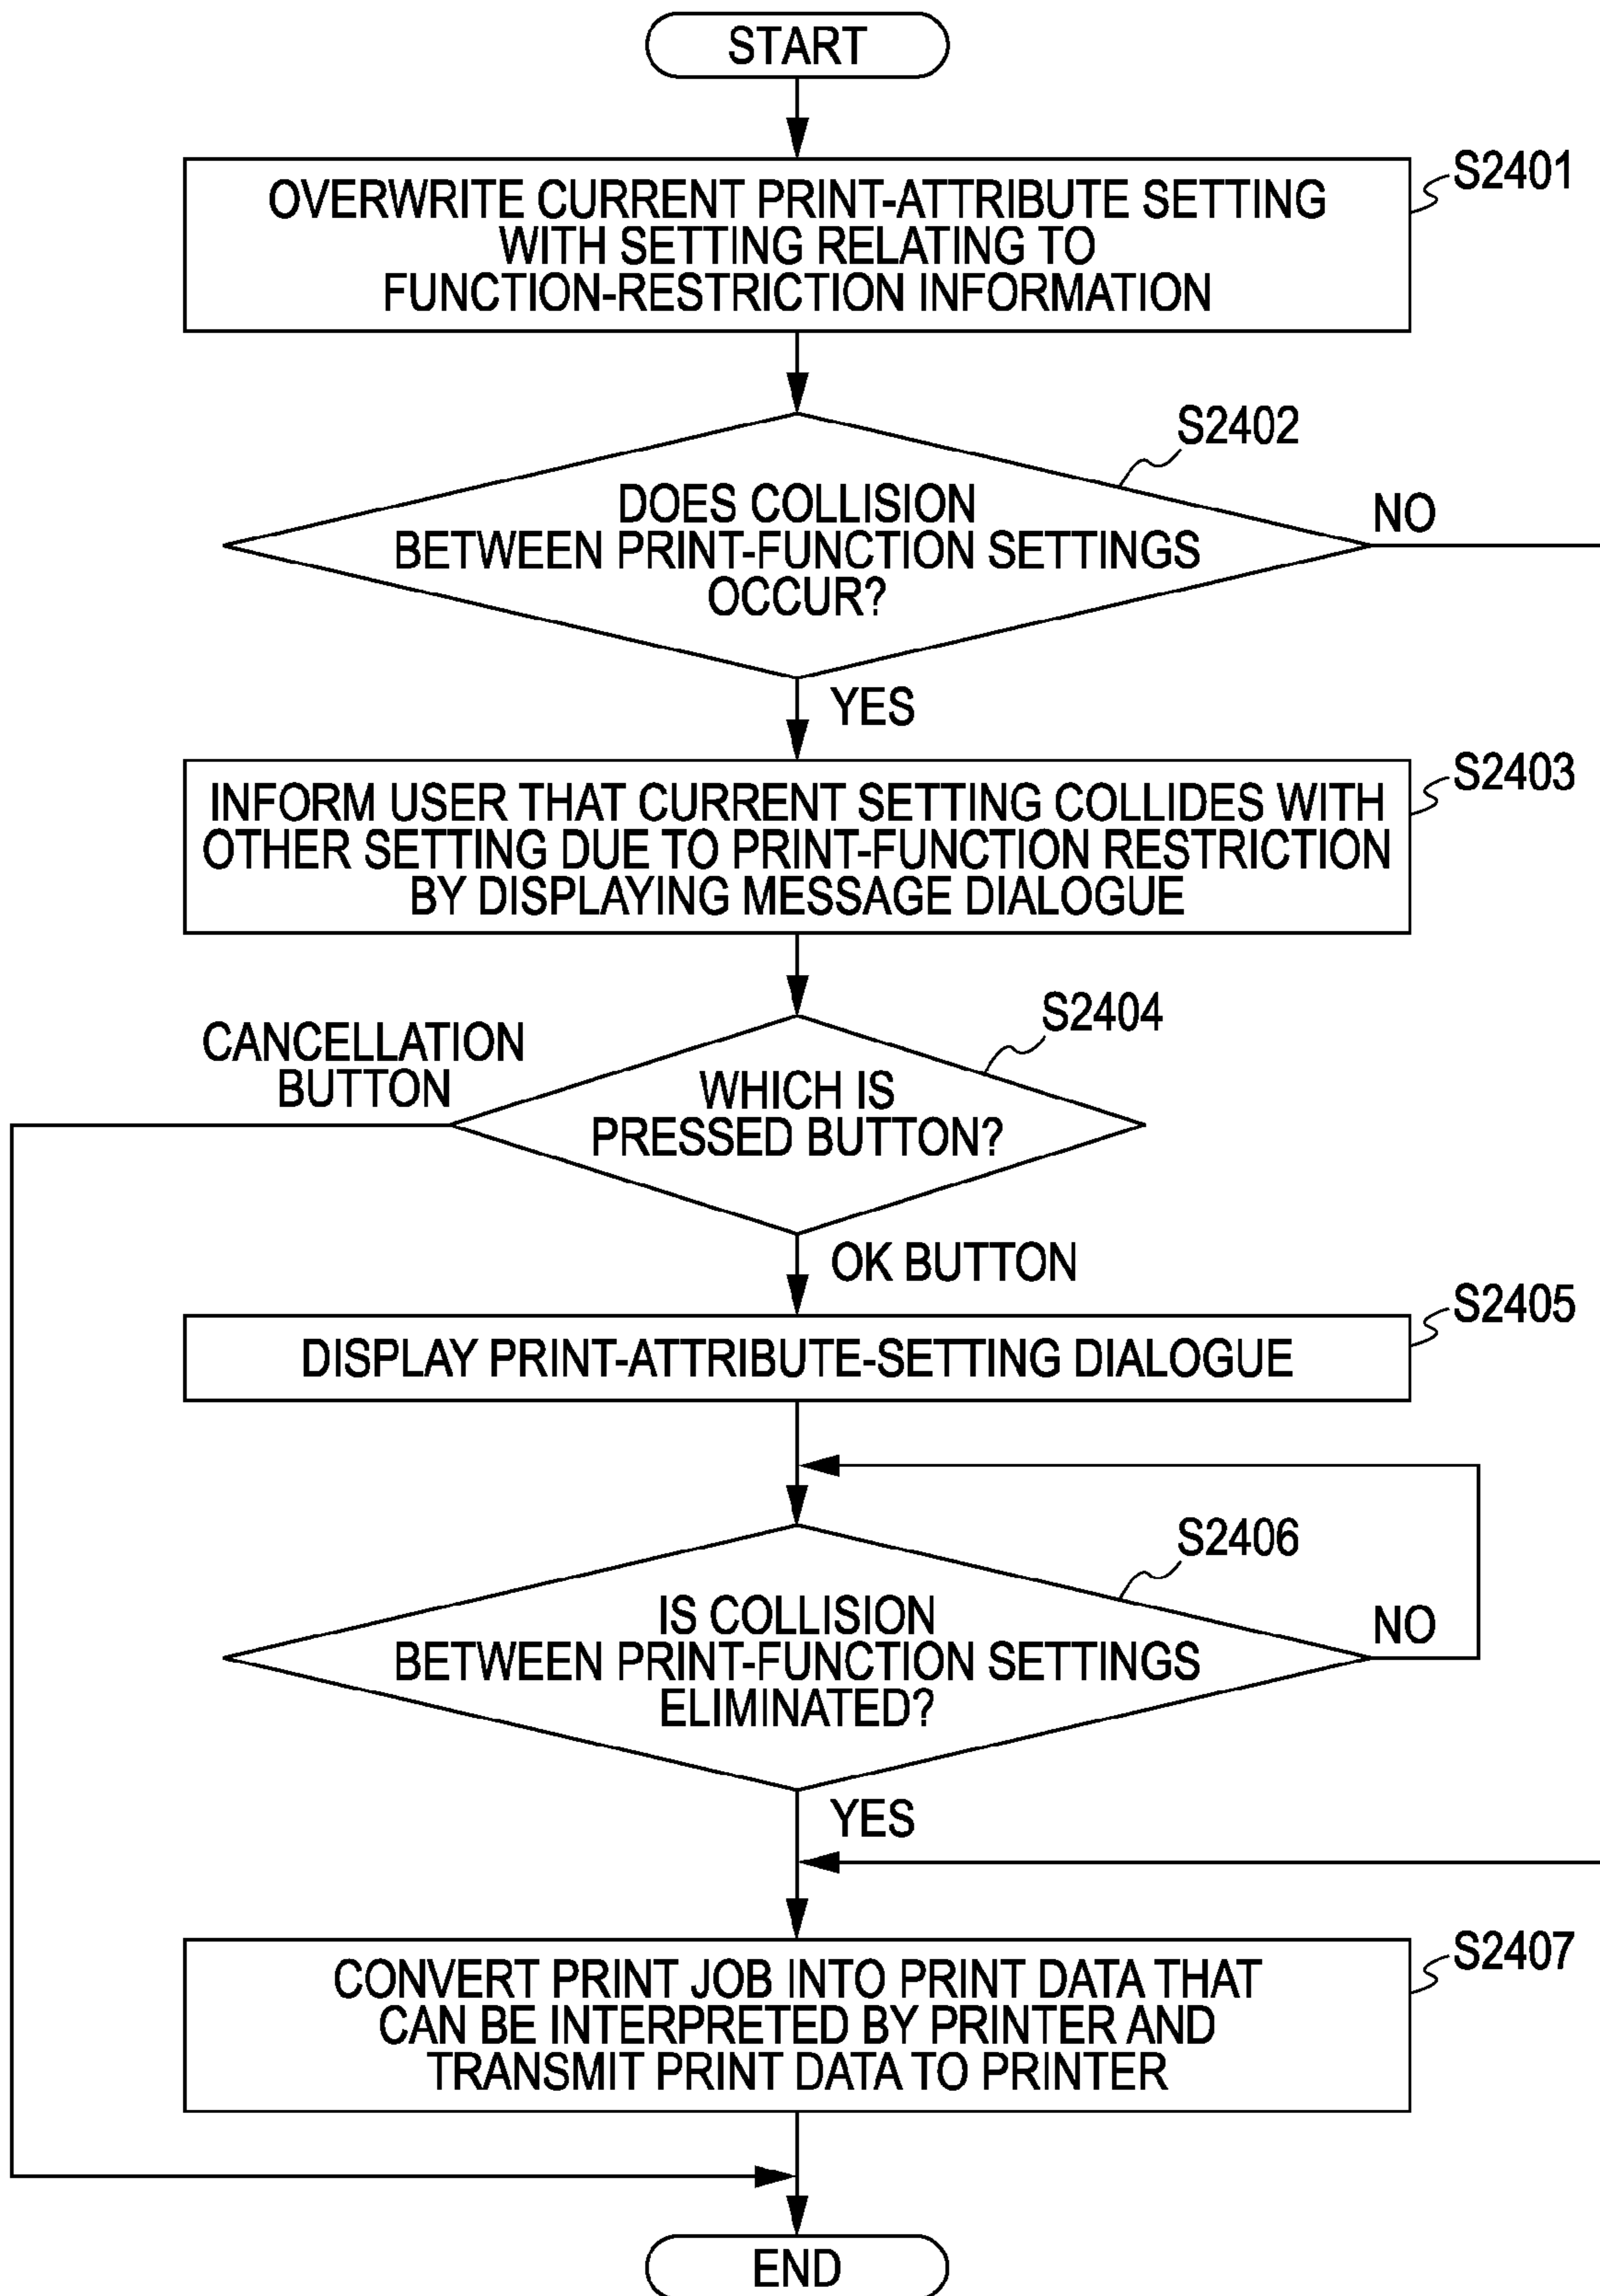 START
OVERWRITE CURRENT PRINT-ATTRIBUTE SETTING
WITH SETTING RELATING TO
FUNCTION-RESTRICTION INFORMATION
S2401
S2402
DOES COLLISION
BETWEEN PRINT-FUNCTION SETTINGS
OCCUR?
NO
YES
INFORM USER THAT CURRENT SETTING COLLIDES WITH
OTHER SETTING DUE TO PRINT-FUNCTION RESTRICTION
BY DISPLAYING MESSAGE DIALOGUE
S2403
S2404
CANCELLATION
BUTTON
WHICH IS
PRESSED BUTTON?
OK BUTTON
S2405
DISPLAY PRINT-ATTRIBUTE-SETTING DIALOGUE
S2406
IS COLLISION
BETWEEN PRINT-FUNCTION SETTINGS
ELIMINATED?
NO
YES
S2407
CONVERT PRINT JOB INTO PRINT DATA THAT
CAN BE INTERPRETED BY PRINTER AND
TRANSMIT PRINT DATA TO PRINTER
END